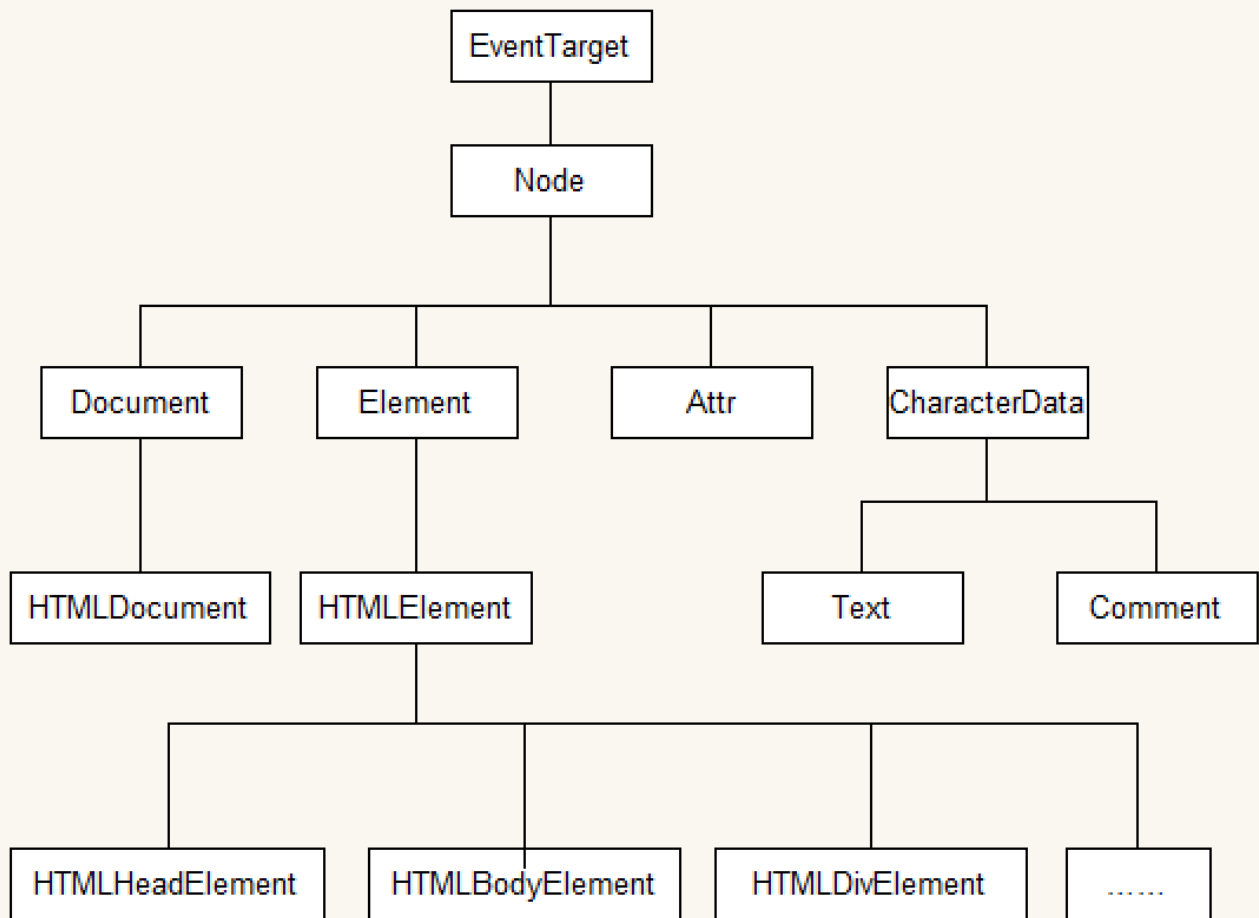 EventTarget
Node
Document
Element
Attr
CharacterData
HTMLDocument
HTMLElement
Text
Comment
HTMLHeadElement
HTMLBodyElement
HTMLDivElement
……